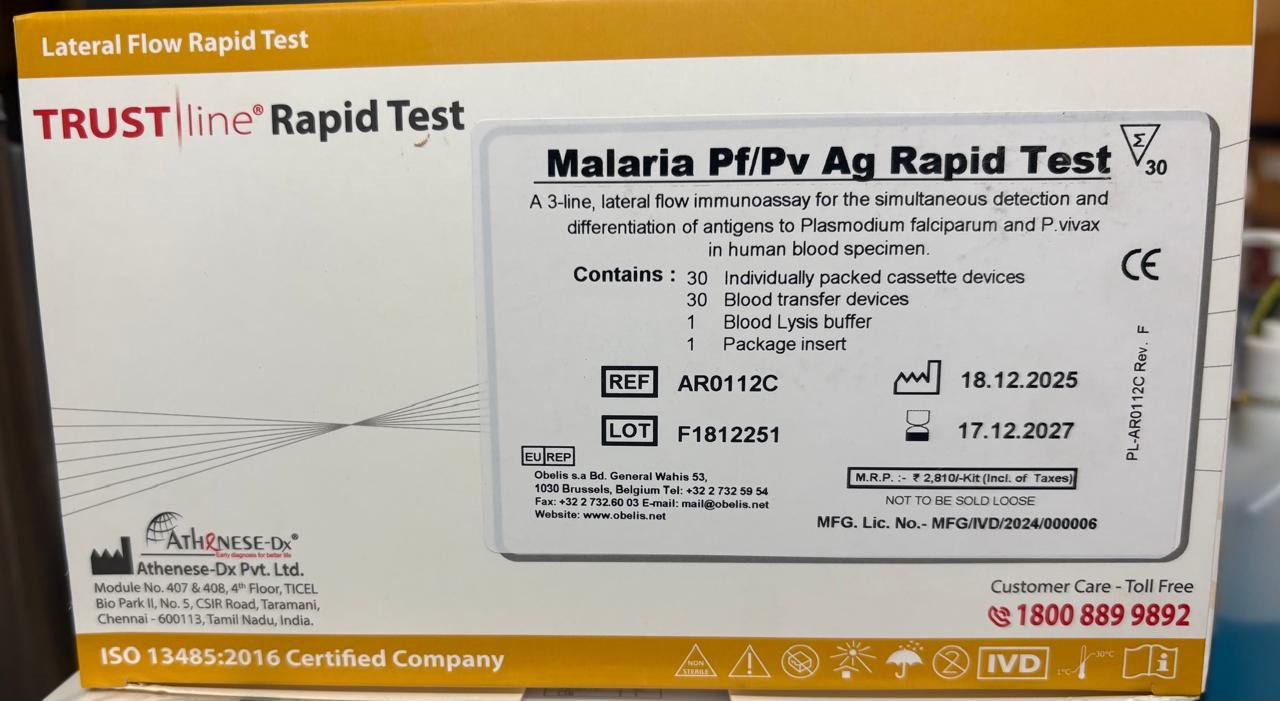 Lateral Flow Rapid Test
TRUST|line® Rapid Test
Malaria Pf/Pv Ag Rapid Test
Σ
30
A 3-line, lateral flow immunoassay for the simultaneous detection and
differentiation of antigens to Plasmodium falciparum and P.vivax
in human blood specimen.
Contains : 30 Individually packed cassette devices
30 Blood transfer devices
1 Blood Lysis buffer
1 Package insert
CE
REF AR0112C
18.12.2025
LOT F1812251
17.12.2027
PL-AR0112C Rev. F
EU REP
Obelis s.a Bd. General Wahis 53,
1030 Brussels, Belgium Tel: +32 2 732 59 54
Fax: +32 2 732.60 03 E-mail: mail@obelis.net
Website: www.obelis.net
M.R.P. :- ₹ 2,810/-Kit (Incl. of Taxes)
NOT TO BE SOLD LOOSE
MFG. Lic. No.- MFG/IVD/2024/000006
ATHENESE-DX®
Early diagnosis for better life
Athenese-Dx Pvt. Ltd.
Module No. 407 & 408, 4th Floor, TICEL
Bio Park II, No. 5, CSIR Road, Taramani,
Chennai - 600113, Tamil Nadu, India.
Customer Care - Toll Free
1800 889 9892
ISO 13485:2016 Certified Company
NON
STERILE
2
IVD
1°C
30°C
i